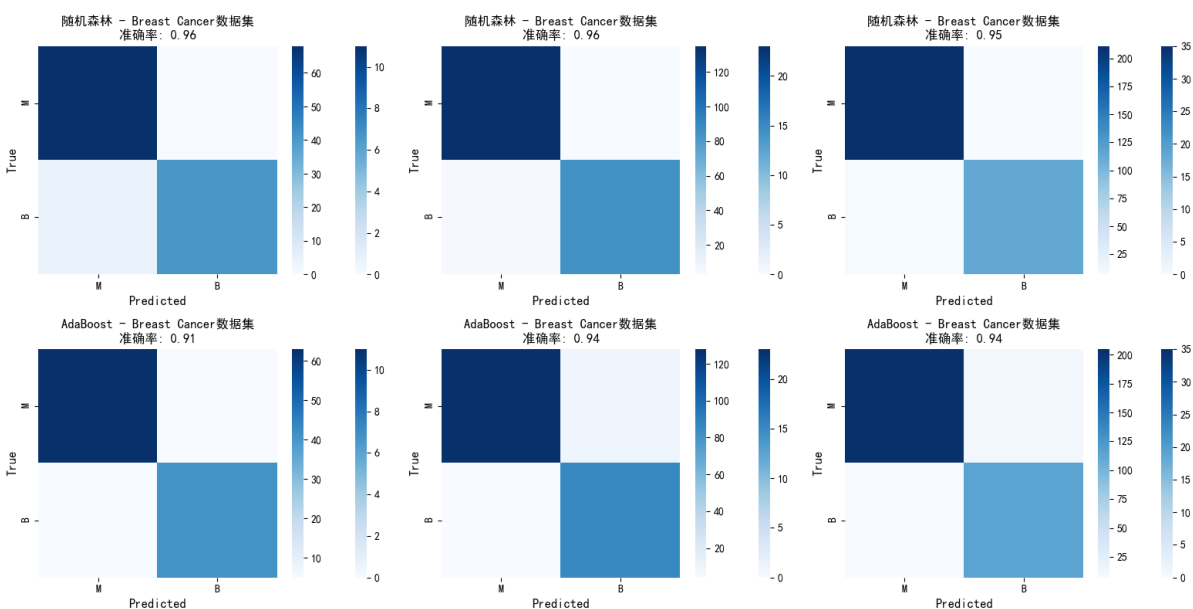 随机森林 - Breast Cancer数据集
准确率: 0.96
M
B
True
M
B
Predicted
60
50
40
30
20
10
0
10
8
6
4
2
0
随机森林 - Breast Cancer数据集
准确率: 0.96
M
B
True
M
B
Predicted
120
100
80
60
40
20
20
15
10
5
0
随机森林 - Breast Cancer数据集
准确率: 0.95
M
B
True
M
B
Predicted
200
175
150
125
100
75
50
25
35
30
25
20
15
10
5
0
AdaBoost - Breast Cancer数据集
准确率: 0.91
M
B
True
M
B
Predicted
60
50
40
30
20
10
10
8
6
4
2
0
AdaBoost - Breast Cancer数据集
准确率: 0.94
M
B
True
M
B
Predicted
120
100
80
60
40
20
20
15
10
5
0
AdaBoost - Breast Cancer数据集
准确率: 0.94
M
B
True
M
B
Predicted
200
175
150
125
100
75
50
25
35
30
25
20
15
10
5
0